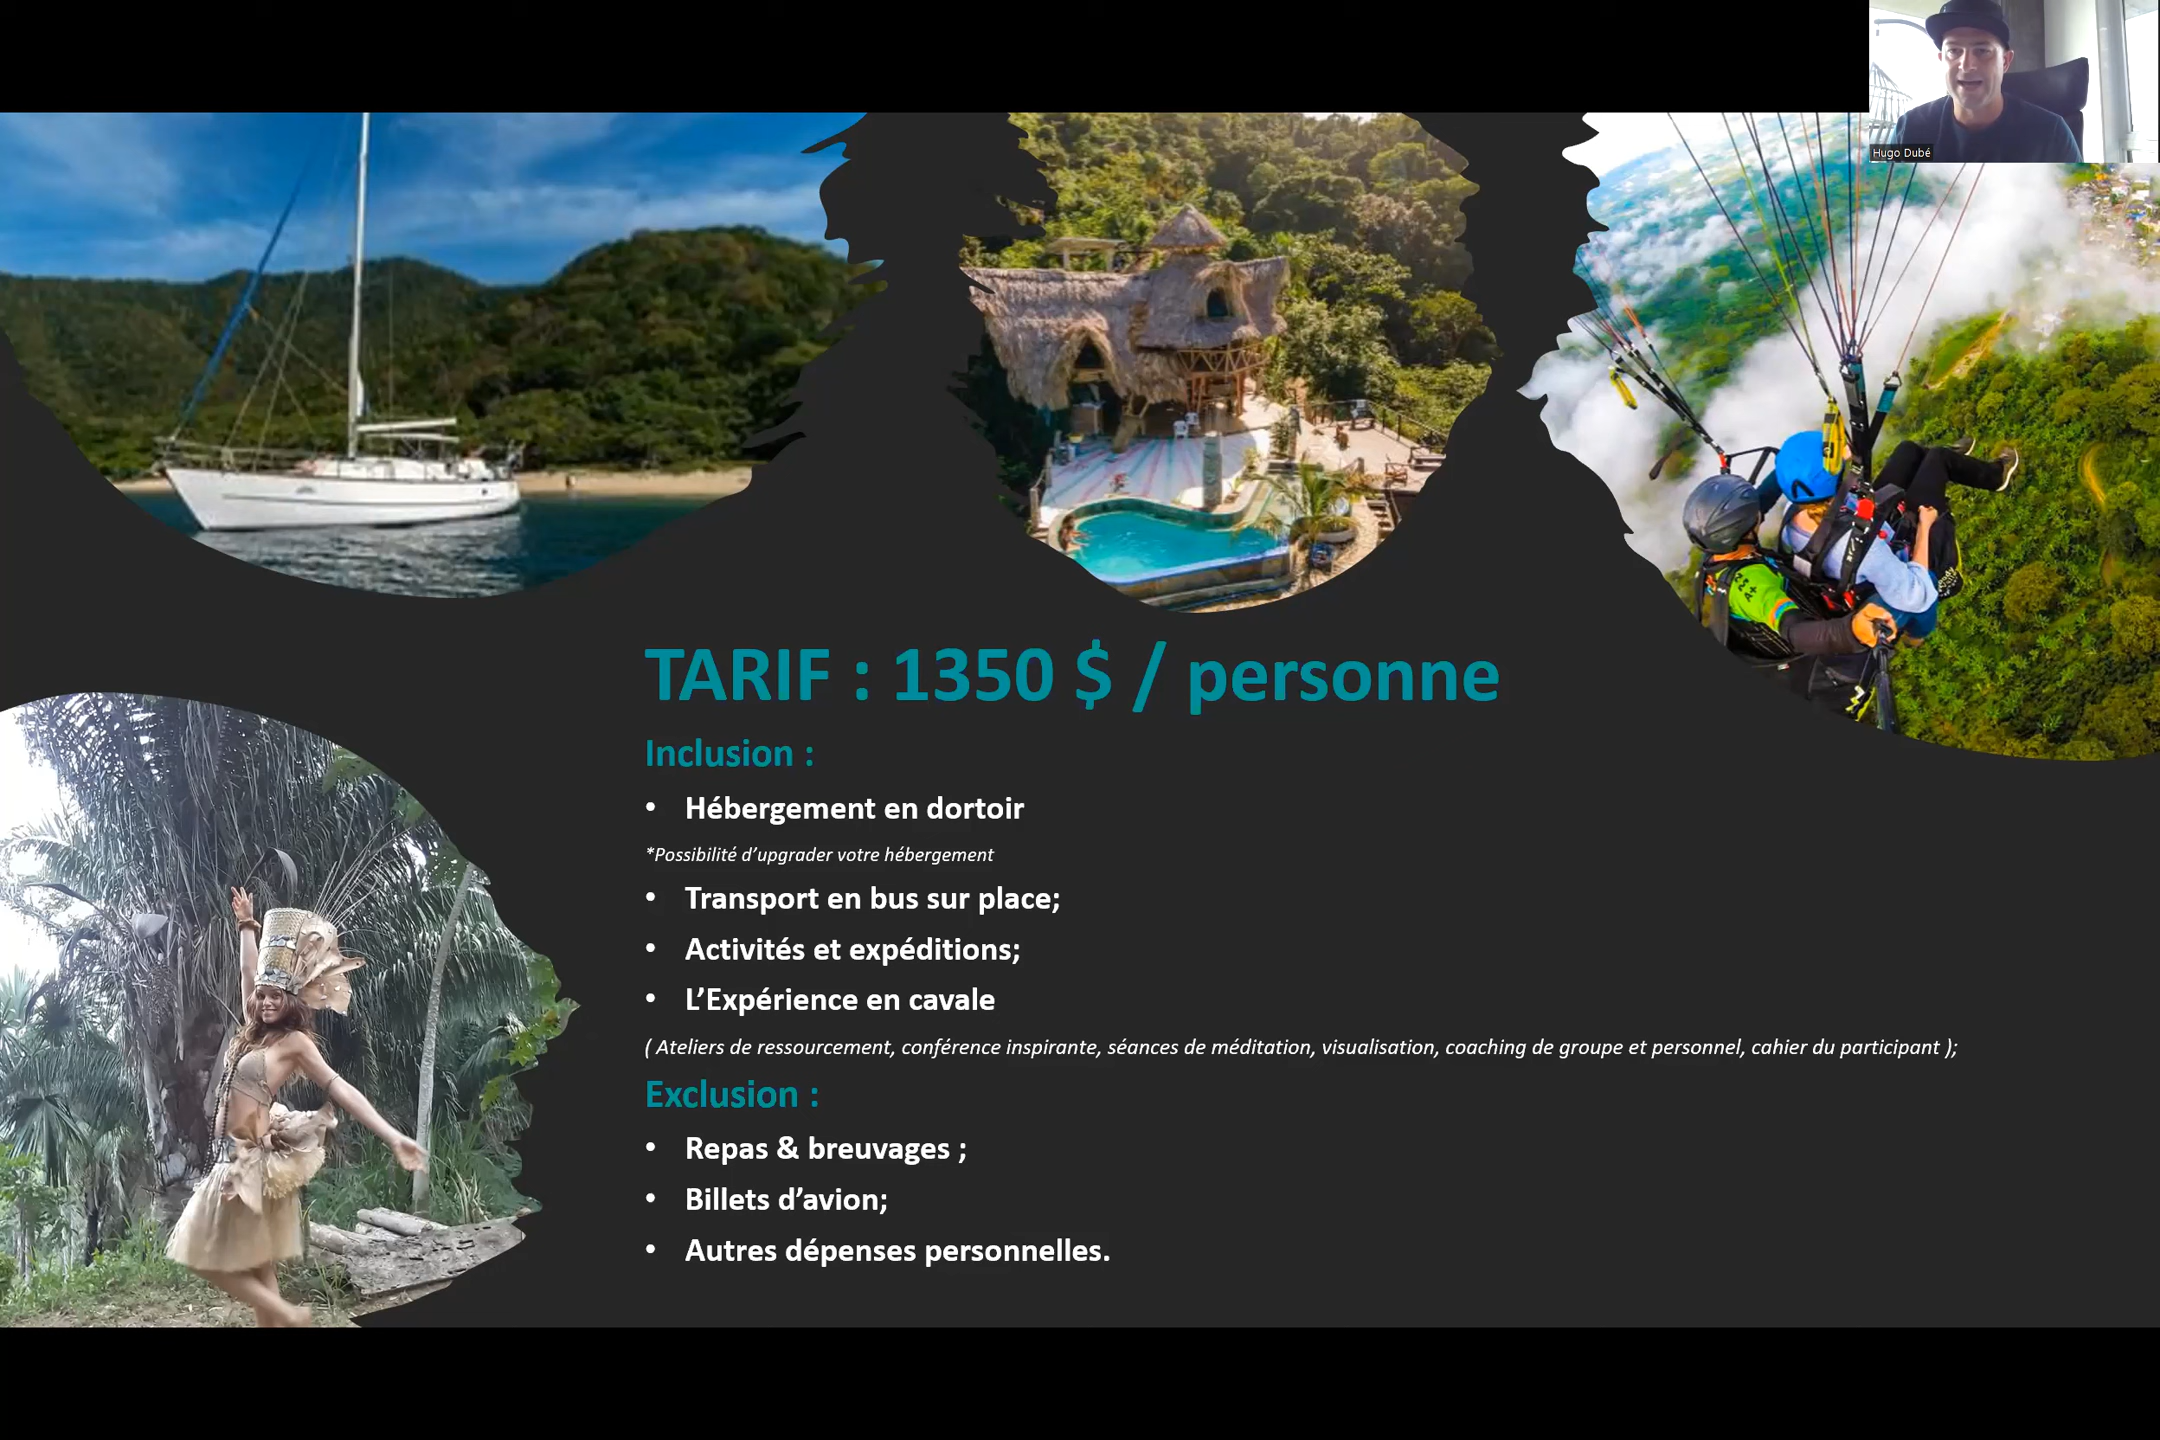 Hugo Dubé
TARIF : 1350 $ / personne
Inclusion :
• Hébergement en dortoir
*Possibilité d’upgrader votre hébergement
• Transport en bus sur place;
• Activités et expéditions;
• L’Expérience en cavale
( Ateliers de ressourcement, conférence inspirante, séances de méditation, visualisation, coaching de groupe et personnel, cahier du participant );
Exclusion :
• Repas & breuvages ;
• Billets d’avion;
• Autres dépenses personnelles.